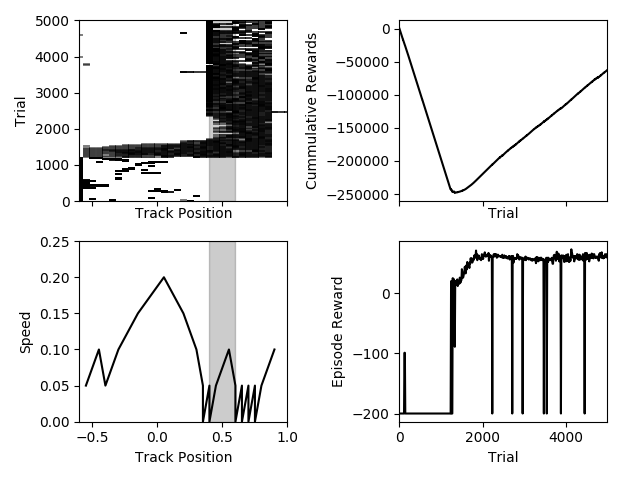 5000
4000
3000
2000
1000
0
Trial
Track Position
0
−50000
−100000
−150000
−200000
−250000
Cummulative Rewards
Trial
0.25
0.20
0.15
0.10
0.05
0.00
Speed
−0.5 0.0 0.5 1.0
Track Position
0
−100
−200
Episode Reward
0 2000 4000
Trial